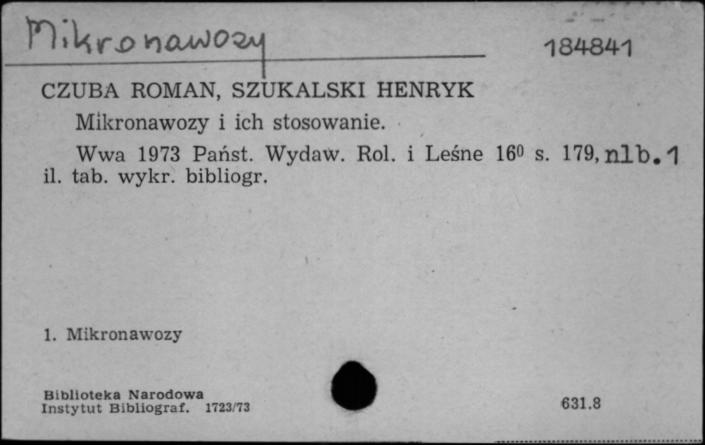 Mikronawozy 184841
CZUBA ROMAN, SZUKALSKI HENRYK
Mikronawozy i ich stosowanie.
Wwa 1973 Państ. Wydaw. Rol. i Leśne 16⁰ s. 179, nlb.1
il. tab. wykr. bibliogr.
1. Mikronawozy
Biblioteka Narodowa
Instytut Bibliograf. 1723/73 631.8